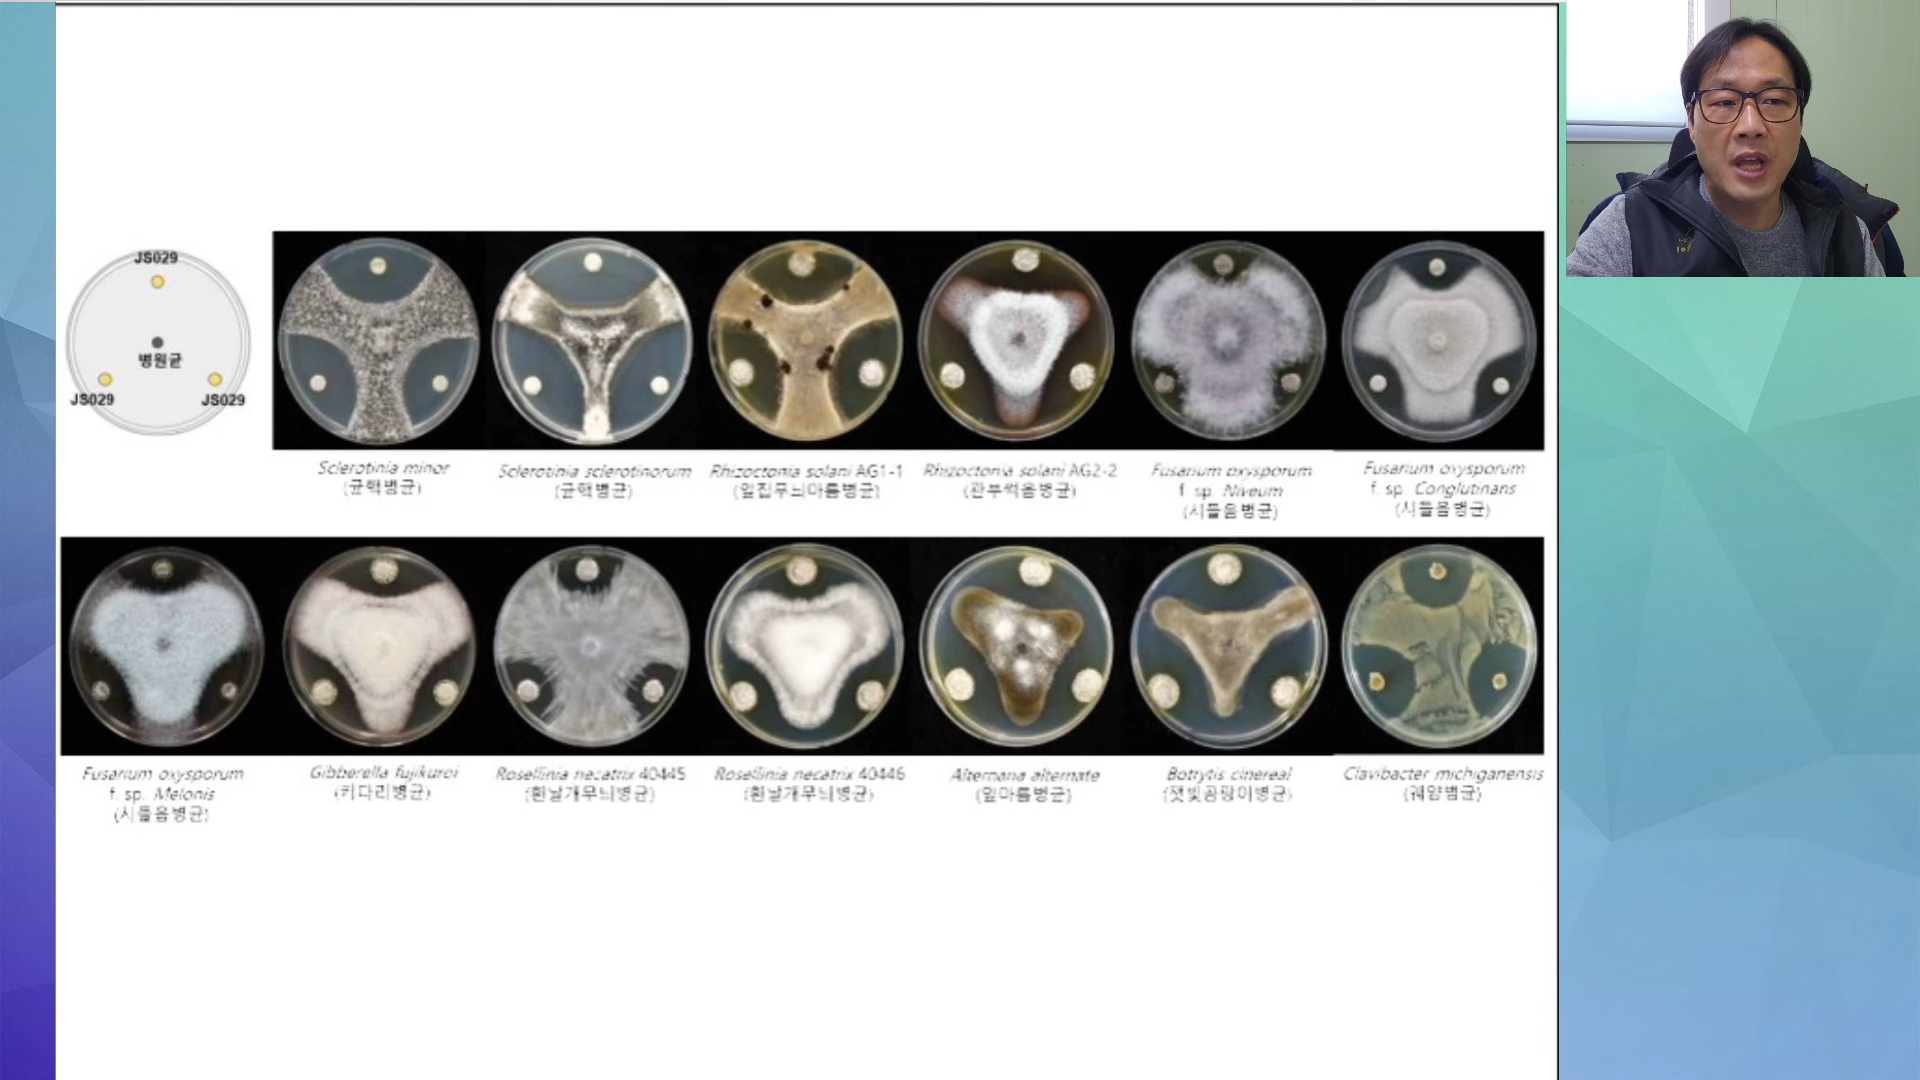 JS029
병원균
JS029
JS029
Sclerotinia minor
(균핵병균)
Sclerotinia sclerotinorum
(균핵병균)
Rhizoctonia solani AG1-1
(잎집무늬마름병균)
Rhizoctonia solani AG2-2
(관부썩음병균)
Fusarium oxysporum
f. sp. Niveum
(시들음병균)
Fusarium oxysporum
f. sp. Conglutinans
(시들음병균)
Fusarium oxysporum
f. sp. Melonis
(시들음병균)
Gibberella fujikuroi
(키다리병균)
Rosellinia necatrix 40445
(흰날개무늬병균)
Rosellinia necatrix 40446
(흰날개무늬병균)
Alternaria alternate
(잎마름병균)
Botrytis cinereal
(잿빛곰팡이병균)
Clavibacter michiganensis
(궤양병균)